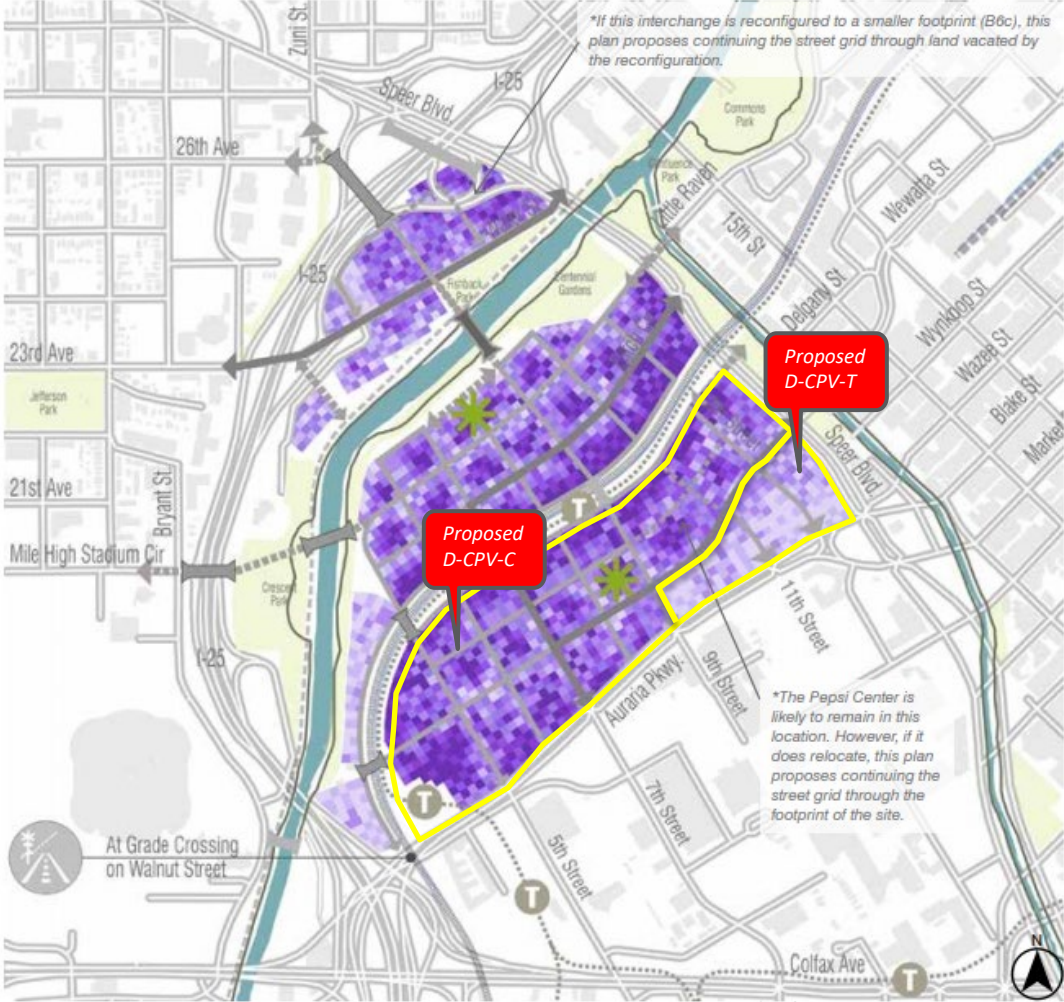 *If this interchange is reconfigured to a smaller footprint (B6c), this
plan proposes continuing the street grid through land vacated by
the reconfiguration.
Zuni St.
I-25
Speer Blvd.
Commons
Park
26th Ave
Confluence
Park
Little Raven
15th St
Wewatta St
I-25
Fishback
Park
Centennial
Gardens
Delgany St
Wynkoop St
Wazee St
Blake St
Market
23rd Ave
Jefferson
Park
Proposed
D-CPV-T
Speer Blvd.
21st Ave
Bryant St.
T
Proposed
D-CPV-C
Mile High Stadium Cir
Crescent
Park
11th Street
I-25
Auraria Pkwy.
9th Street
*The Pepsi Center is
likely to remain in this
location. However, if it
does relocate, this plan
proposes continuing the
street grid through the
footprint of the site.
T
7th Street
At Grade Crossing
on Walnut Street
5th Street
T
Colfax Ave
T
N